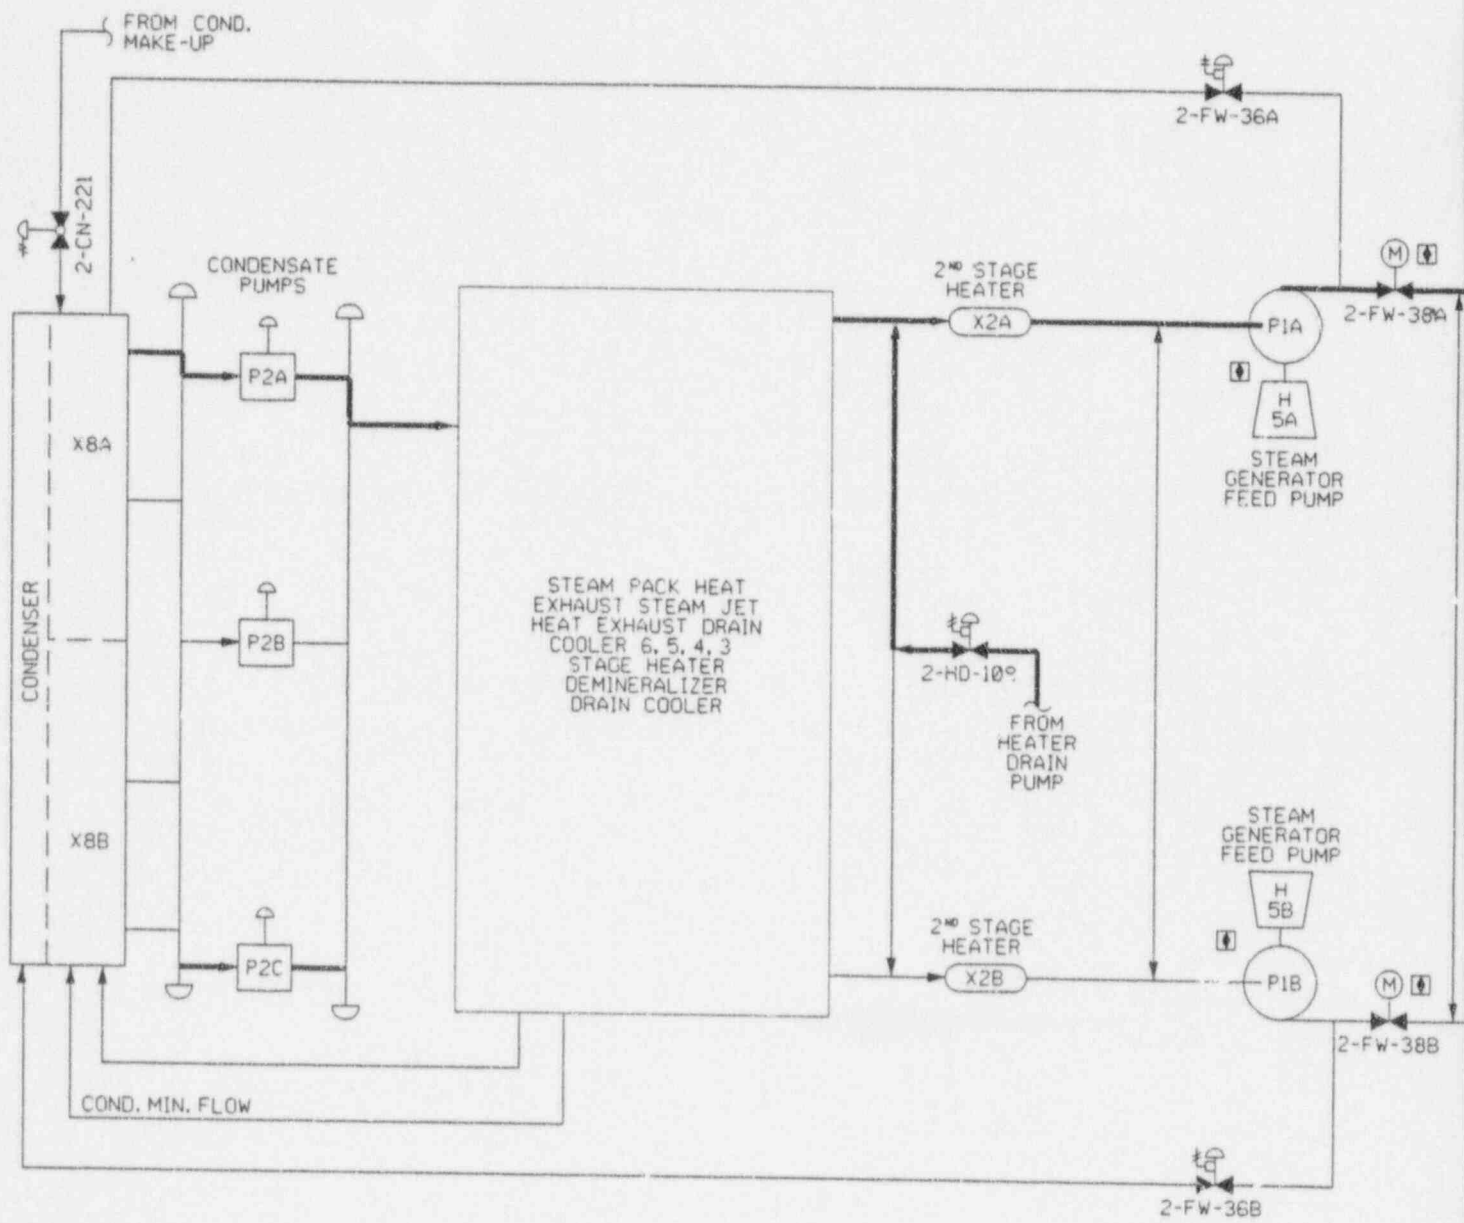 FROM COND.
MAKE-UP
2-CN-221
2-FW-36A
CONDENSATE
PUMPS
P2A
2ND STAGE
HEATER
X2A
P1A
M
2-FW-38A
H
5A
STEAM
GENERATOR
FEED PUMP
X8A
CONDENSER
P2B
STEAM PACK HEAT
EXHAUST STEAM JET
HEAT EXHAUST DRAIN
COOLER 6, 5, 4, 3
STAGE HEATER
DEMINERALIZER
DRAIN COOLER
2-HD-109
FROM
HEATER
DRAIN
PUMP
X8B
STEAM
GENERATOR
FEED PUMP
H
5B
P2C
2ND STAGE
HEATER
X2B
P1B
M
2-FW-38B
COND. MIN. FLOW
2-FW-36B